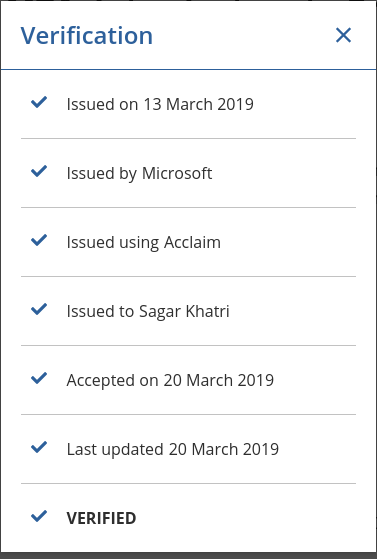 Verification
Issued on 13 March 2019
Issued by Microsoft
Issued using Acclaim
Issued to Sagar Khatri
Accepted on 20 March 2019
Last updated 20 March 2019
VERIFIED